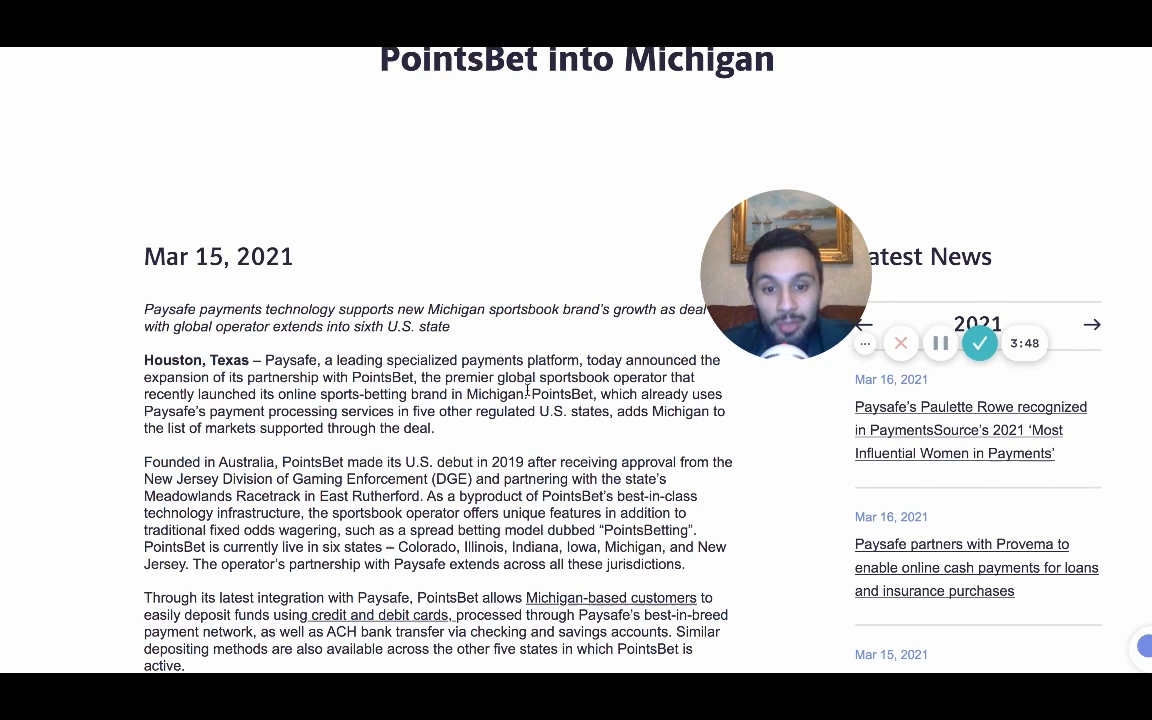 PointsBet into Michigan
Mar 15, 2021
Paysafe payments technology supports new Michigan sportsbook brand's growth as deal
with global operator extends into sixth U.S. state
Houston, Texas – Paysafe, a leading specialized payments platform, today announced the
expansion of its partnership with PointsBet, the premier global sportsbook operator that
recently launched its online sports-betting brand in Michigan. PointsBet, which already uses
Paysafe's payment processing services in five other regulated U.S. states, adds Michigan to
the list of markets supported through the deal.
Founded in Australia, PointsBet made its U.S. debut in 2019 after receiving approval from the
New Jersey Division of Gaming Enforcement (DGE) and partnering with the state's
Meadowlands Racetrack in East Rutherford. As a byproduct of PointsBet's best-in-class
technology infrastructure, the sportsbook operator offers unique features in addition to
traditional fixed odds wagering, such as a spread betting model dubbed "PointsBetting".
PointsBet is currently live in six states – Colorado, Illinois, Indiana, Iowa, Michigan, and New
Jersey. The operator's partnership with Paysafe extends across all these jurisdictions.
Through its latest integration with Paysafe, PointsBet allows Michigan-based customers to
easily deposit funds using credit and debit cards, processed through Paysafe's best-in-breed
payment network, as well as ACH bank transfer via checking and savings accounts. Similar
depositing methods are also available across the other five states in which PointsBet is
active.
atest News
2021
3:48
Mar 16, 2021
Paysafe's Paulette Rowe recognized
in PaymentsSource's 2021 'Most
Influential Women in Payments'
Mar 16, 2021
Paysafe partners with Provema to
enable online cash payments for loans
and insurance purchases
Mar 15, 2021